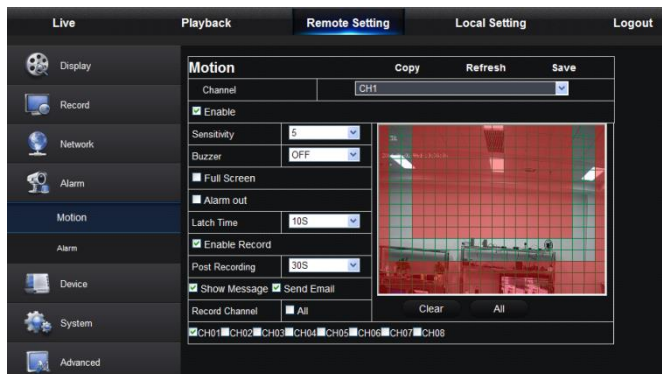 Live Playback Remote Setting Local Setting Logout
Display
Record
Network
Alarm
Motion
Alarm
Device
System
Advanced
Motion Copy Refresh Save
Channel CH1
Enable
Sensitivity 5
Buzzer OFF
Full Screen
Alarm out
Latch Time 10S
Enable Record
Post Recording 30S
Show Message Send Email
Record Channel All
Clear All
CH01 CH02 CH03 CH04 CH05 CH06 CH07 CH08